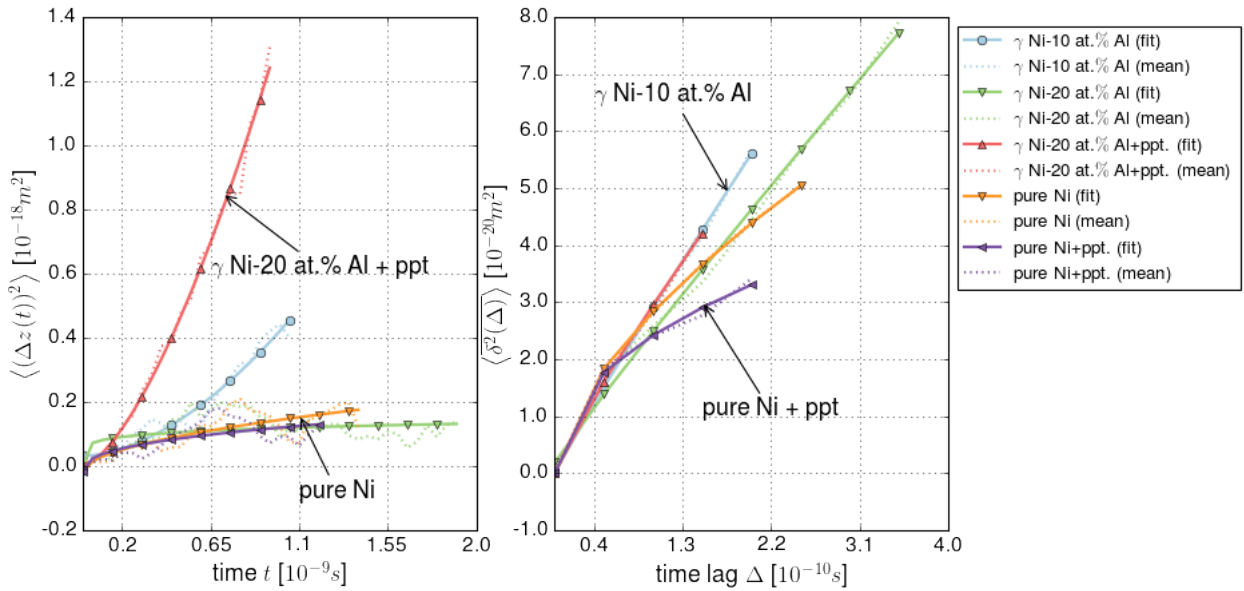 1.4
1.2
1.0
0.8
0.6
0.4
0.2
0.0
-0.2
⟨(Δz(t))²⟩ [10⁻¹⁸m²]
γ Ni-20 at.% Al + ppt
pure Ni
0.2
0.65
1.1
1.55
2.0
time t [10⁻⁹s]
8.0
7.0
6.0
5.0
4.0
3.0
2.0
1.0
0.0
-1.0
⟨δ²(Δ)⟩ [10⁻²⁰m²]
γ Ni-10 at.% Al
pure Ni + ppt
0.4
1.3
2.2
3.1
4.0
time lag Δ [10⁻¹⁰s]
γ Ni-10 at.% Al (fit)
γ Ni-10 at.% Al (mean)
γ Ni-20 at.% Al (fit)
γ Ni-20 at.% Al (mean)
γ Ni-20 at.% Al+ppt. (fit)
γ Ni-20 at.% Al+ppt. (mean)
pure Ni (fit)
pure Ni (mean)
pure Ni+ppt. (fit)
pure Ni+ppt. (mean)